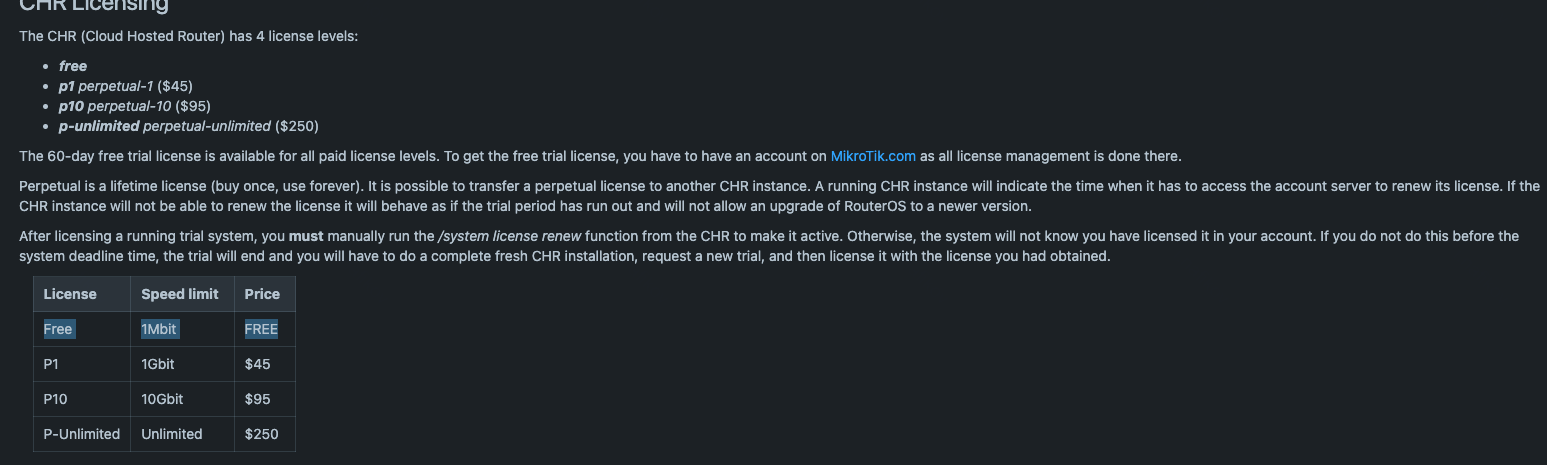 CHR Licensing
The CHR (Cloud Hosted Router) has 4 license levels:
• free
• p1 perpetual-1 ($45)
• p10 perpetual-10 ($95)
• p-unlimited perpetual-unlimited ($250)
The 60-day free trial license is available for all paid license levels. To get the free trial license, you have to have an account on MikroTik.com as all license management is done there.
Perpetual is a lifetime license (buy once, use forever). It is possible to transfer a perpetual license to another CHR instance. A running CHR instance will indicate the time when it has to access the account server to renew its license. If the
CHR instance will not be able to renew the license it will behave as if the trial period has run out and will not allow an upgrade of RouterOS to a newer version.
After licensing a running trial system, you must manually run the /system license renew function from the CHR to make it active. Otherwise, the system will not know you have licensed it in your account. If you do not do this before the
system deadline time, the trial will end and you will have to do a complete fresh CHR installation, request a new trial, and then license it with the license you had obtained.
License Speed limit Price
Free 1Mbit FREE
P1 1Gbit $45
P10 10Gbit $95
P-Unlimited Unlimited $250